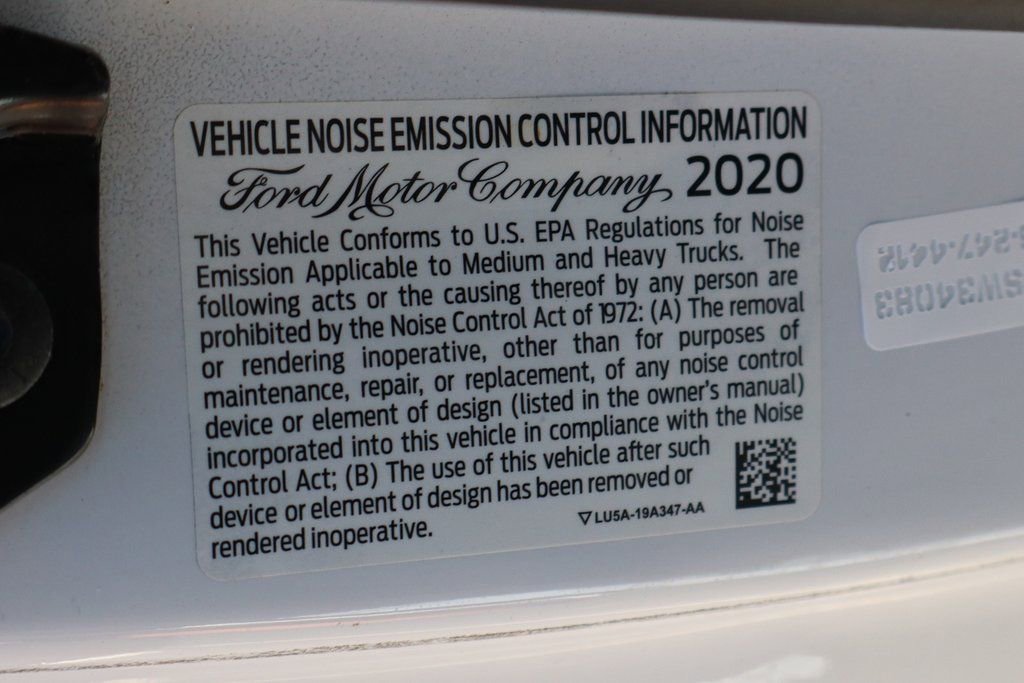 VEHICLE NOISE EMISSION CONTROL INFORMATION
Ford Motor Company 2020
This Vehicle Conforms to U.S. EPA Regulations for Noise
Emission Applicable to Medium and Heavy Trucks. The
following acts or the causing thereof by any person are
prohibited by the Noise Control Act of 1972: (A) The removal
or rendering inoperative, other than for purposes of
maintenance, repair, or replacement, of any noise control
device or element of design (listed in the owner's manual)
incorporated into this vehicle in compliance with the Noise
Control Act; (B) The use of this vehicle after such
device or element of design has been removed or
rendered inoperative.
LU5A-19A347-AA